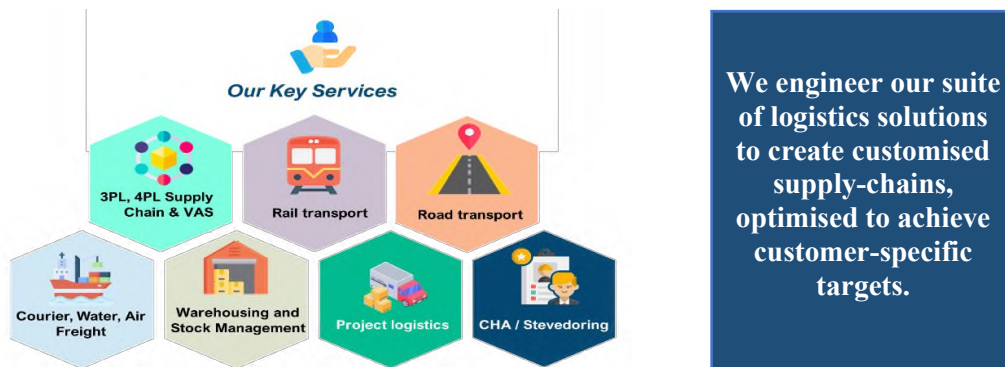 Our Key Services
3PL, 4PL Supply
Chain & VAS
Rail transport
Road transport
Courier, Water, Air
Freight
Warehousing and
Stock Management
Project logistics
CHA / Stevedoring
We engineer our suite
of logistics solutions
to create customised
supply-chains,
optimised to achieve
customer-specific
targets.